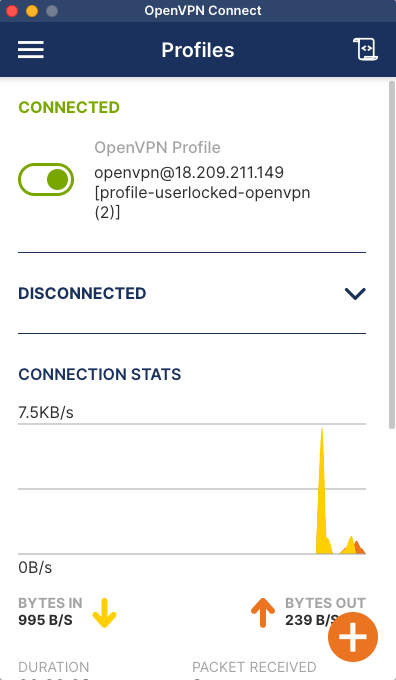 OpenVPN Connect
Profiles
CONNECTED
OpenVPN Profile
openvpn@18.209.211.149
[profile-userlocked-openvpn
(2)]
DISCONNECTED
CONNECTION STATS
7.5KB/s
0B/s
BYTES IN
995 B/S
BYTES OUT
239 B/S
DURATION
PACKET RECEIVED